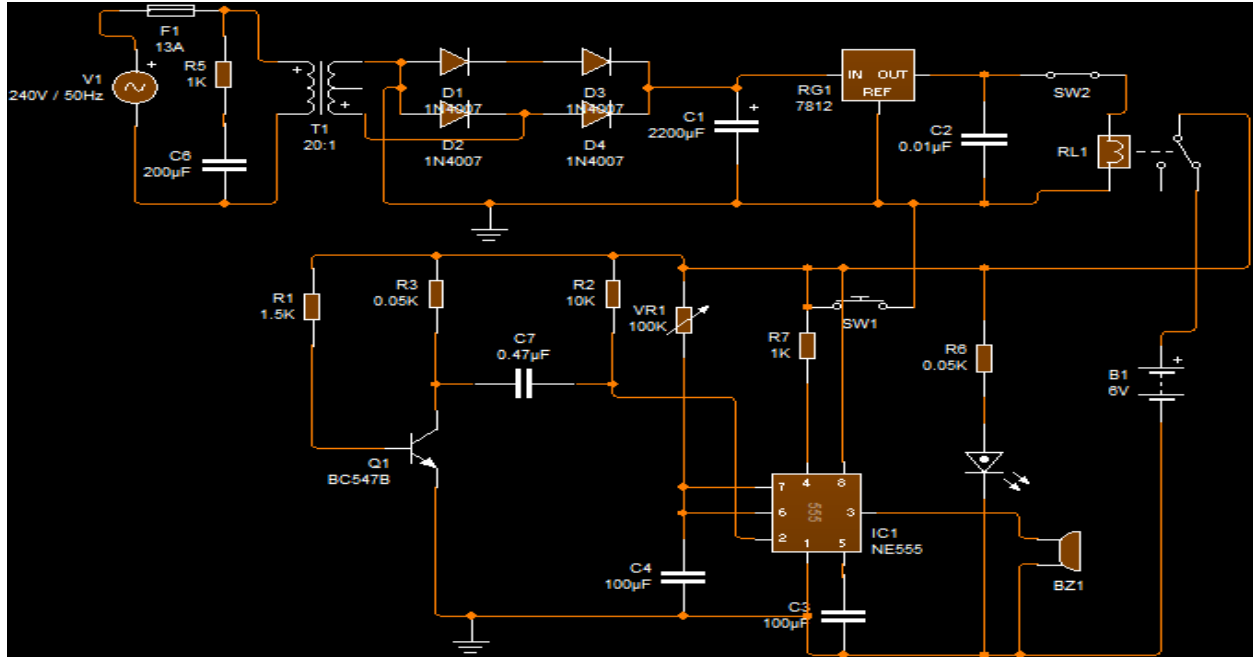 F1
13A
R5
1K
V1
240V / 50Hz
C6
200µF
T1
20:1
D1
1N4007
D3
1N4007
D2
1N4007
D4
1N4007
C1
2200µF
IN OUT
REF
RG1
7812
C2
0.01µF
SW2
RL1
R1
1.5K
R3
0.05K
R2
10K
VR1
100K
C7
0.47µF
R7
1K
SW1
R6
0.05K
B1
6V
Q1
BC547B
7
6
2
4
8
555
3
1
5
IC1
NE555
C4
100µF
C3
100µF
BZ1